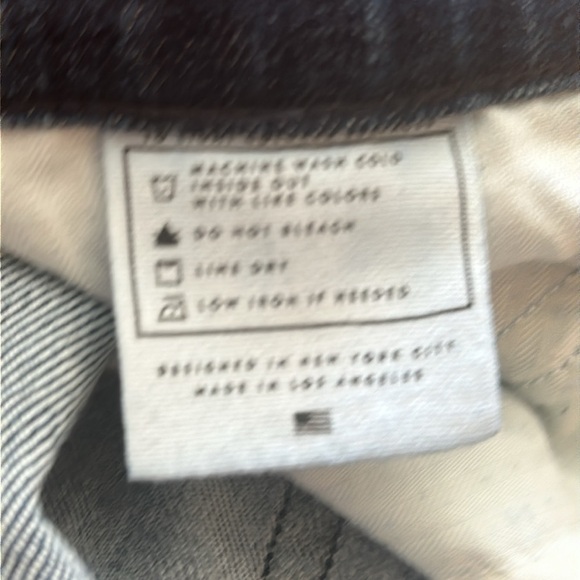 MACHINE WASH COLD
INSIDE OUT
WITH LIKE COLORS
DO NOT BLEACH
LINE DRY
LOW IRON IF NEEDED
DESIGNED IN NEW YORK CITY
MADE IN LOS ANGELES